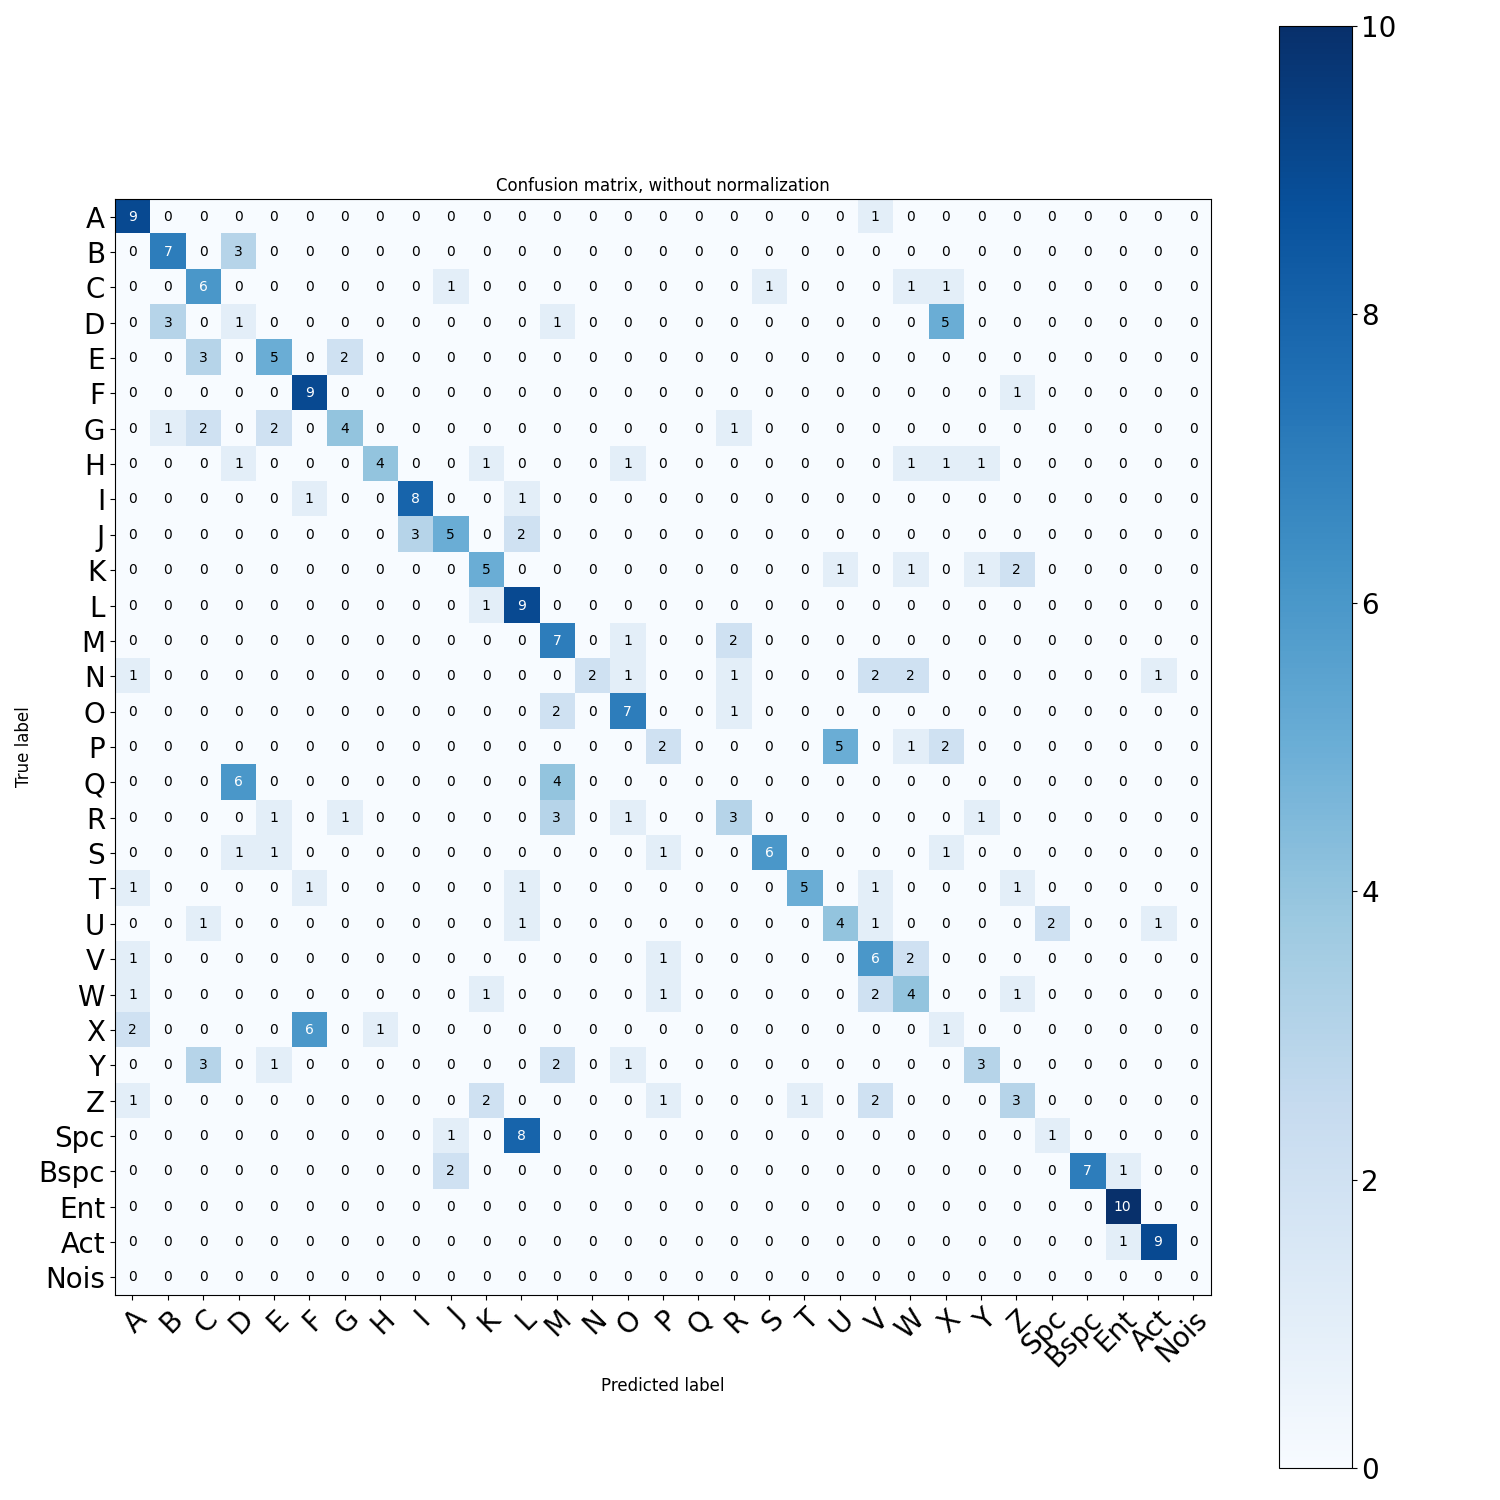 Confusion matrix, without normalization
A 9 0 0 0 0 0 0 0 0 0 0 0 0 0 0 0 0 0 0 0 0 1 0 0 0 0 0 0 0 0 0
B 0 7 0 3 0 0 0 0 0 0 0 0 0 0 0 0 0 0 0 0 0 0 0 0 0 0 0 0 0 0 0
C 0 0 6 0 0 0 0 0 0 1 0 0 0 0 0 0 0 0 1 0 0 0 1 1 0 0 0 0 0 0 0
D 0 3 0 1 0 0 0 0 0 0 0 0 1 0 0 0 0 0 0 0 0 0 0 5 0 0 0 0 0 0 0
E 0 0 3 0 5 0 2 0 0 0 0 0 0 0 0 0 0 0 0 0 0 0 0 0 0 0 0 0 0 0 0
F 0 0 0 0 0 9 0 0 0 0 0 0 0 0 0 0 0 0 0 0 0 0 0 0 0 1 0 0 0 0 0
G 0 1 2 0 2 0 4 0 0 0 0 0 0 0 0 0 0 1 0 0 0 0 0 0 0 0 0 0 0 0 0
H 0 0 0 1 0 0 0 4 0 0 1 0 0 0 1 0 0 0 0 0 0 0 1 1 1 0 0 0 0 0 0
I 0 0 0 0 0 1 0 0 8 0 0 1 0 0 0 0 0 0 0 0 0 0 0 0 0 0 0 0 0 0 0
J 0 0 0 0 0 0 0 0 3 5 0 2 0 0 0 0 0 0 0 0 0 0 0 0 0 0 0 0 0 0 0
K 0 0 0 0 0 0 0 0 0 0 5 0 0 0 0 0 0 0 0 0 1 0 1 0 1 2 0 0 0 0 0
L 0 0 0 0 0 0 0 0 0 0 1 9 0 0 0 0 0 0 0 0 0 0 0 0 0 0 0 0 0 0 0
M 0 0 0 0 0 0 0 0 0 0 0 0 7 0 1 0 0 2 0 0 0 0 0 0 0 0 0 0 0 0 0
N 1 0 0 0 0 0 0 0 0 0 0 0 0 2 1 0 0 1 0 0 0 2 2 0 0 0 0 0 0 1 0
O 0 0 0 0 0 0 0 0 0 0 0 0 2 0 7 0 0 1 0 0 0 0 0 0 0 0 0 0 0 0 0
P 0 0 0 0 0 0 0 0 0 0 0 0 0 0 0 2 0 0 0 0 5 0 1 2 0 0 0 0 0 0 0
Q 0 0 0 6 0 0 0 0 0 0 0 0 4 0 0 0 0 0 0 0 0 0 0 0 0 0 0 0 0 0 0
R 0 0 0 0 1 0 1 0 0 0 0 0 3 0 1 0 0 3 0 0 0 0 0 0 1 0 0 0 0 0 0
S 0 0 0 1 1 0 0 0 0 0 0 0 0 0 0 1 0 0 6 0 0 0 0 1 0 0 0 0 0 0 0
T 1 0 0 0 0 1 0 0 0 0 0 1 0 0 0 0 0 0 0 5 0 1 0 0 0 1 0 0 0 0 0
U 0 0 1 0 0 0 0 0 0 0 0 1 0 0 0 0 0 0 0 0 4 1 0 0 0 0 2 0 0 1 0
V 1 0 0 0 0 0 0 0 0 0 0 0 0 0 0 1 0 0 0 0 0 6 2 0 0 0 0 0 0 0 0
W 1 0 0 0 0 0 0 0 0 0 1 0 0 0 0 1 0 0 0 0 0 2 4 0 0 1 0 0 0 0 0
X 2 0 0 0 0 6 0 1 0 0 0 0 0 0 0 0 0 0 0 0 0 0 0 1 0 0 0 0 0 0 0
Y 0 0 3 0 1 0 0 0 0 0 0 0 2 0 1 0 0 0 0 0 0 0 0 0 3 0 0 0 0 0 0
Z 1 0 0 0 0 0 0 0 0 0 2 0 0 0 0 1 0 0 0 1 0 2 0 0 0 3 0 0 0 0 0
Spc 0 0 0 0 0 0 0 0 0 1 0 8 0 0 0 0 0 0 0 0 0 0 0 0 0 0 1 0 0 0 0
Bspc 0 0 0 0 0 0 0 0 0 2 0 0 0 0 0 0 0 0 0 0 0 0 0 0 0 0 0 7 1 0 0
Ent 0 0 0 0 0 0 0 0 0 0 0 0 0 0 0 0 0 0 0 0 0 0 0 0 0 0 0 0 10 0 0
Act 0 0 0 0 0 0 0 0 0 0 0 0 0 0 0 0 0 0 0 0 0 0 0 0 0 0 0 0 1 9 0
Nois 0 0 0 0 0 0 0 0 0 0 0 0 0 0 0 0 0 0 0 0 0 0 0 0 0 0 0 0 0 0 0
A B C D E F G H I J K L M N O P Q R S T U V W X Y Z Spc Bspc Ent Act Nois
Predicted label
True label
10
8
6
4
2
0